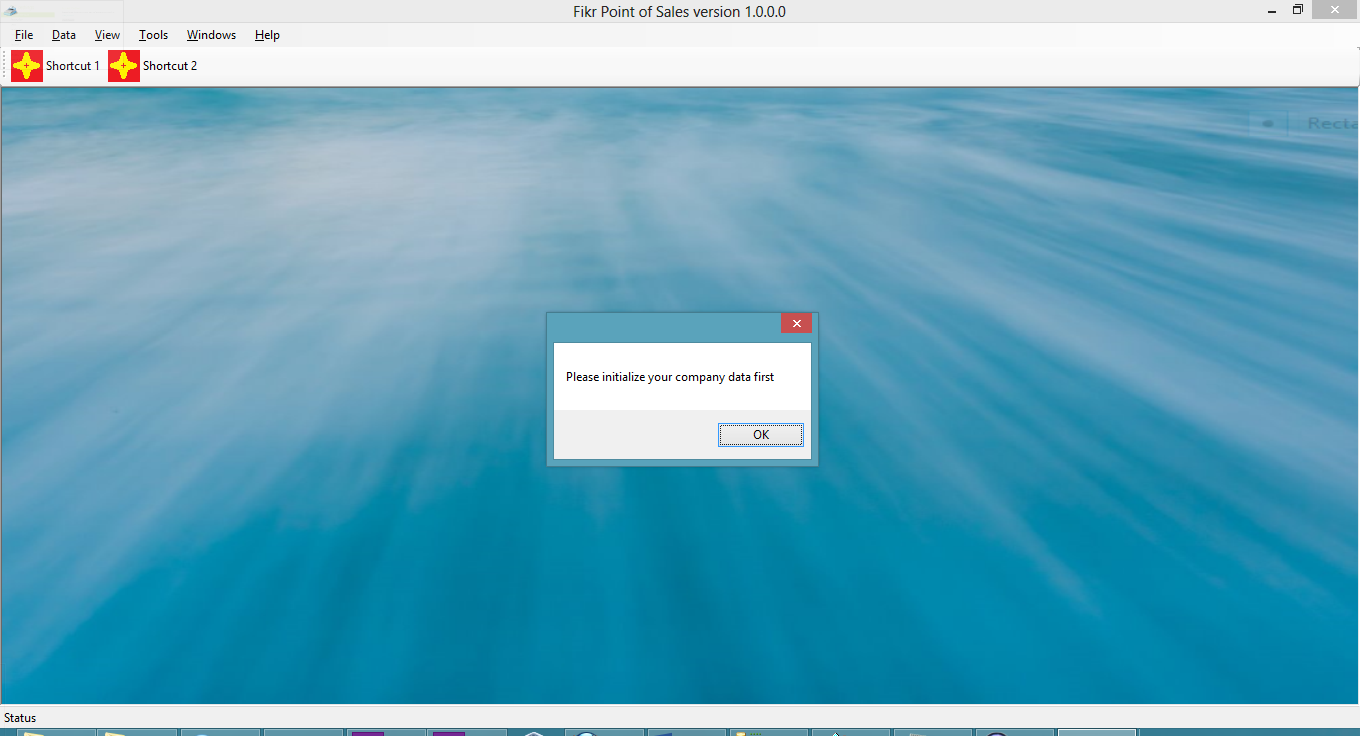 Fikr Point of Sales version 1.0.0.0
File Data View Tools Windows Help
Shortcut 1 Shortcut 2
Recta
Please initialize your company data first
OK
Status